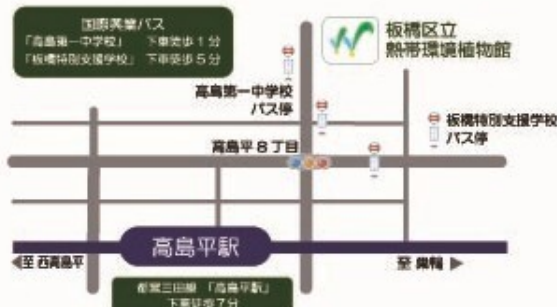 国際興業バス
「高島第一中学校」 下車徒歩1分
「板橋特別支援学校」 下車徒歩5分
板橋区立
熱帯環境植物館
高島第一中学校
バス停
板橋特別支援学校
バス停
高島平8丁目
高島平駅
◀至 西高島平
至 巣鴨 ▶
都営三田線 「高島平駅」
下車徒歩7分